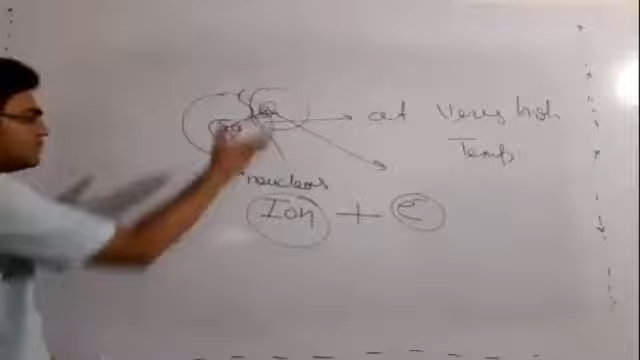 at very high
Temp.
nucleus
Ion + e⁻